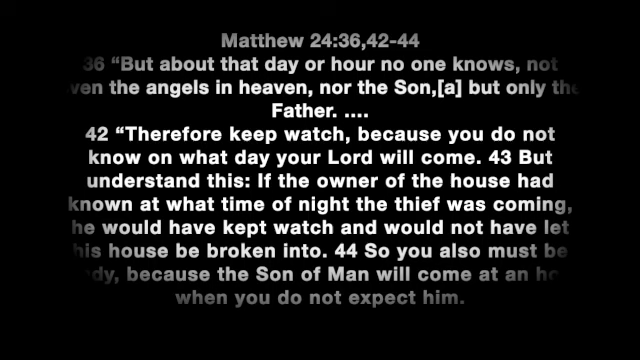 Matthew 24:36,42-44
36 “But about that day or hour no one knows, not
even the angels in heaven, nor the Son,[a] but only the
Father. ....
42 “Therefore keep watch, because you do not
know on what day your Lord will come. 43 But
understand this: If the owner of the house had
known at what time of night the thief was coming,
he would have kept watch and would not have let
his house be broken into. 44 So you also must be
ready, because the Son of Man will come at an hour
when you do not expect him.